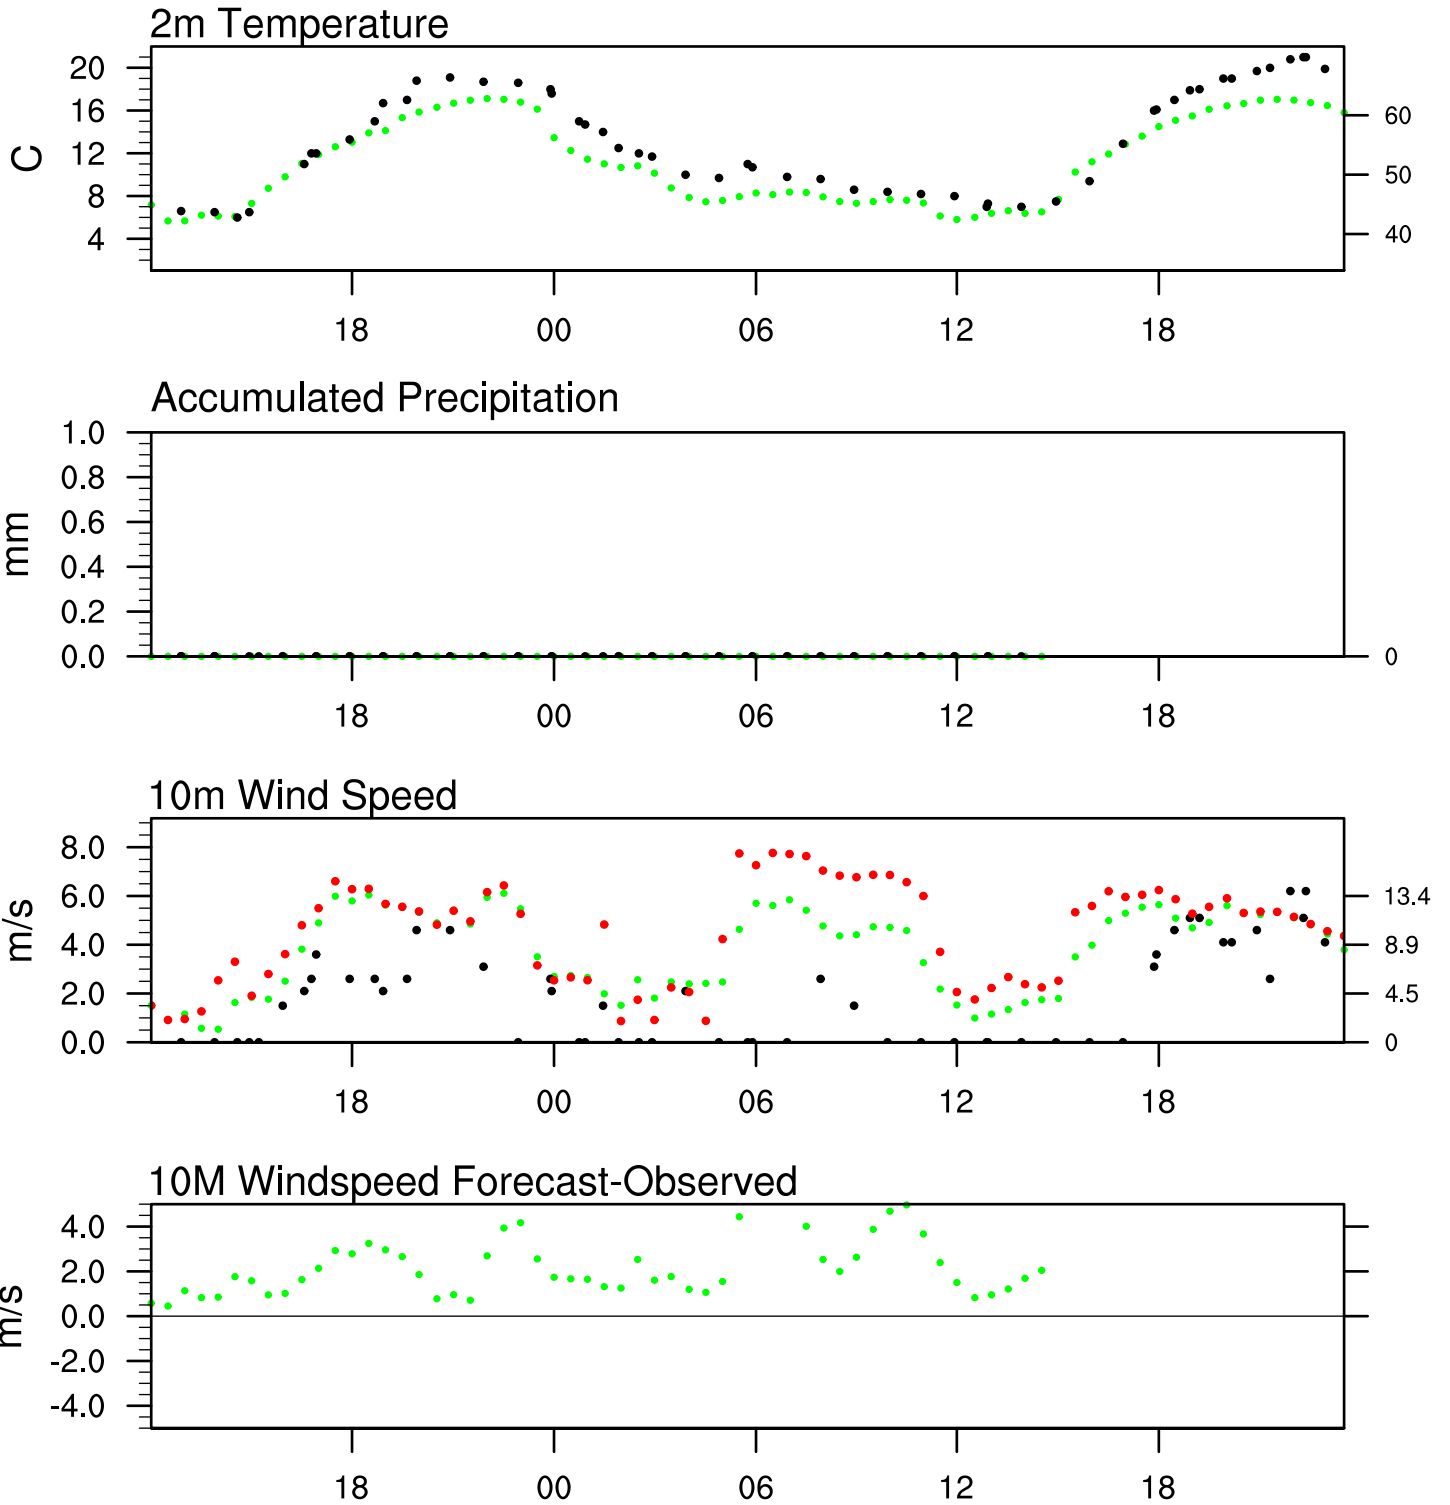 2m Temperature
20
16
12
8
4
C
60
50
40
18 00 06 12 18
Accumulated Precipitation
1.0
0.8
0.6
0.4
0.2
0.0
mm
0
18 00 06 12 18
10m Wind Speed
8.0
6.0
4.0
2.0
0.0
m/s
13.4
8.9
4.5
0
18 00 06 12 18
10M Windspeed Forecast-Observed
4.0
2.0
0.0
-2.0
-4.0
m/s
18 00 06 12 18